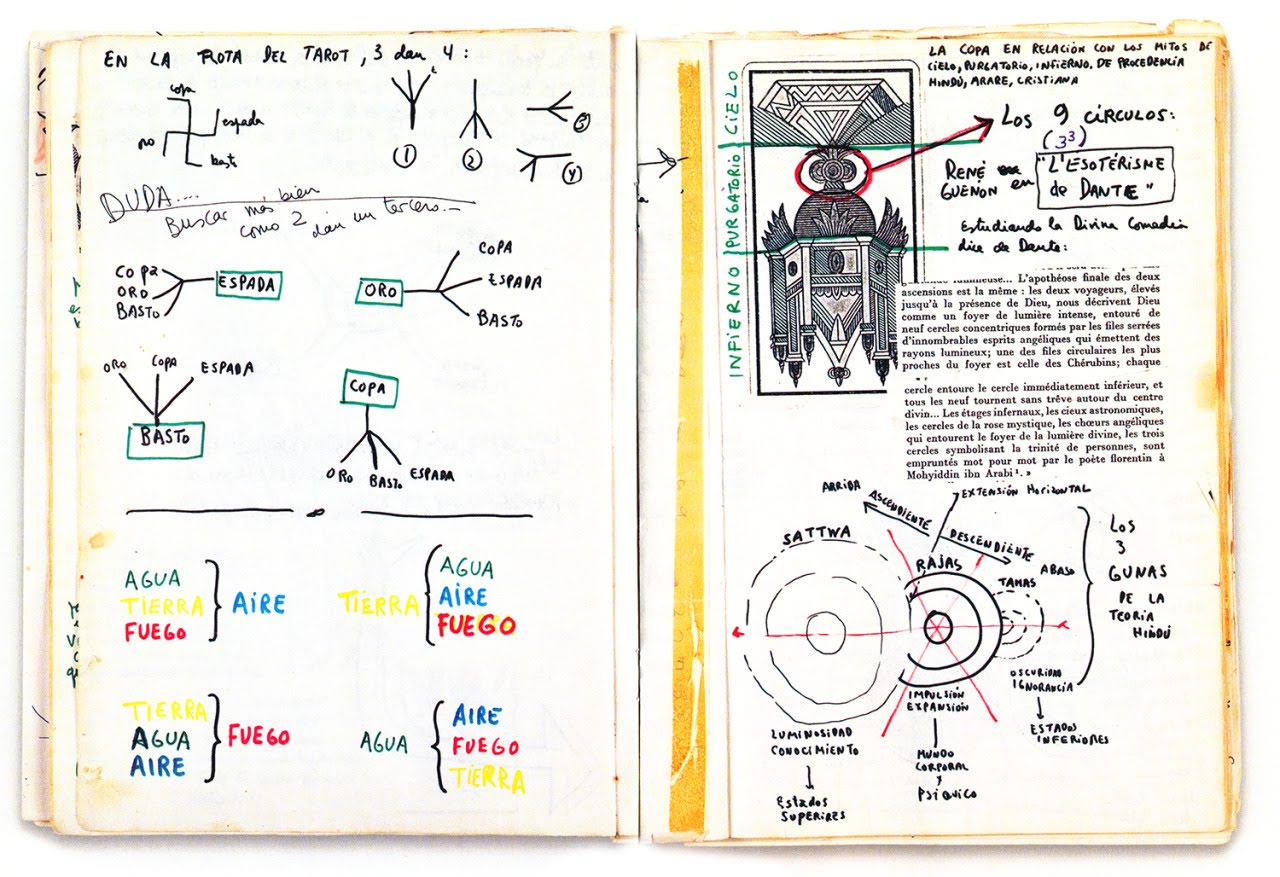 EN LA ROTA DEL TAROT, 3 dan 4:
copa
espada
oro
basto
1
2
3
4
DUDA....
Buscar más bien
como 2 dan un tercero.-
COPA
ORO
BASTO
ESPADA
ORO
COPA
ESPADA
BASTO
ORO COPA ESPADA
BASTO
COPA
ORO BASTO ESPADA
AGUA
TIERRA
FUEGO
AIRE
TIERRA
AGUA
AIRE
FUEGO
TIERRA
AGUA
AIRE
FUEGO
AGUA
AIRE
FUEGO
TIERRA
LA COPA EN RELACIÓN CON LOS MITOS DE
CIELO, PURGATORIO, INFIERNO. DE PROCEDENCIA
HINDÚ, ARABE, CRISTIANA
INFIERNO PURGATORIO CIELO
Los 9 CÍRCULOS:
(3³)
RENÉ
GUENON en
"L'ESOTÉRISME
de DANTE"
Estudiando la Divina Comedia
dice de Dante:
lumineuse... L'apothéose finale des deux
ascensions est la même : les deux voyageurs, élevés
jusqu'à la présence de Dieu, nous décrivent Dieu
comme un foyer de lumière intense, entouré de
neuf cercles concentriques formés par les files serrées
d'innombrables esprits angéliques qui émettent des
rayons lumineux; une des files circulaires les plus
proches du foyer est celle des Chérubins; chaque
cercle entoure le cercle immédiatement inférieur, et
tous les neuf tournent sans trêve autour du centre
divin... Les étages infernaux, les cieux astronomiques,
les cercles de la rose mystique, les chœurs angéliques
qui entourent le foyer de la lumière divine, les trois
cercles symbolisant la trinité de personnes, sont
empruntés mot pour mot par le poète florentin à
Mohyiddin ibn Arabi¹. »
ARRIBA
ASCENDIENTE
EXTENSIÓN HORIZONTAL
DESCENDIENTE
ABAJO
SATTWA
RAJAS
TAMAS
LOS
3
GUNAS
DE LA
TEORÍA
HINDÚ
LUMINOSIDAD
CONOCIMIENTO
Estados
SUPERIRES
IMPULSIÓN
EXPANSIÓN
MUNDO
CORPORAL
Y
PSÍQUICO
OSCURIDAD
IGNORANCIA
ESTADOS
INFERIORES